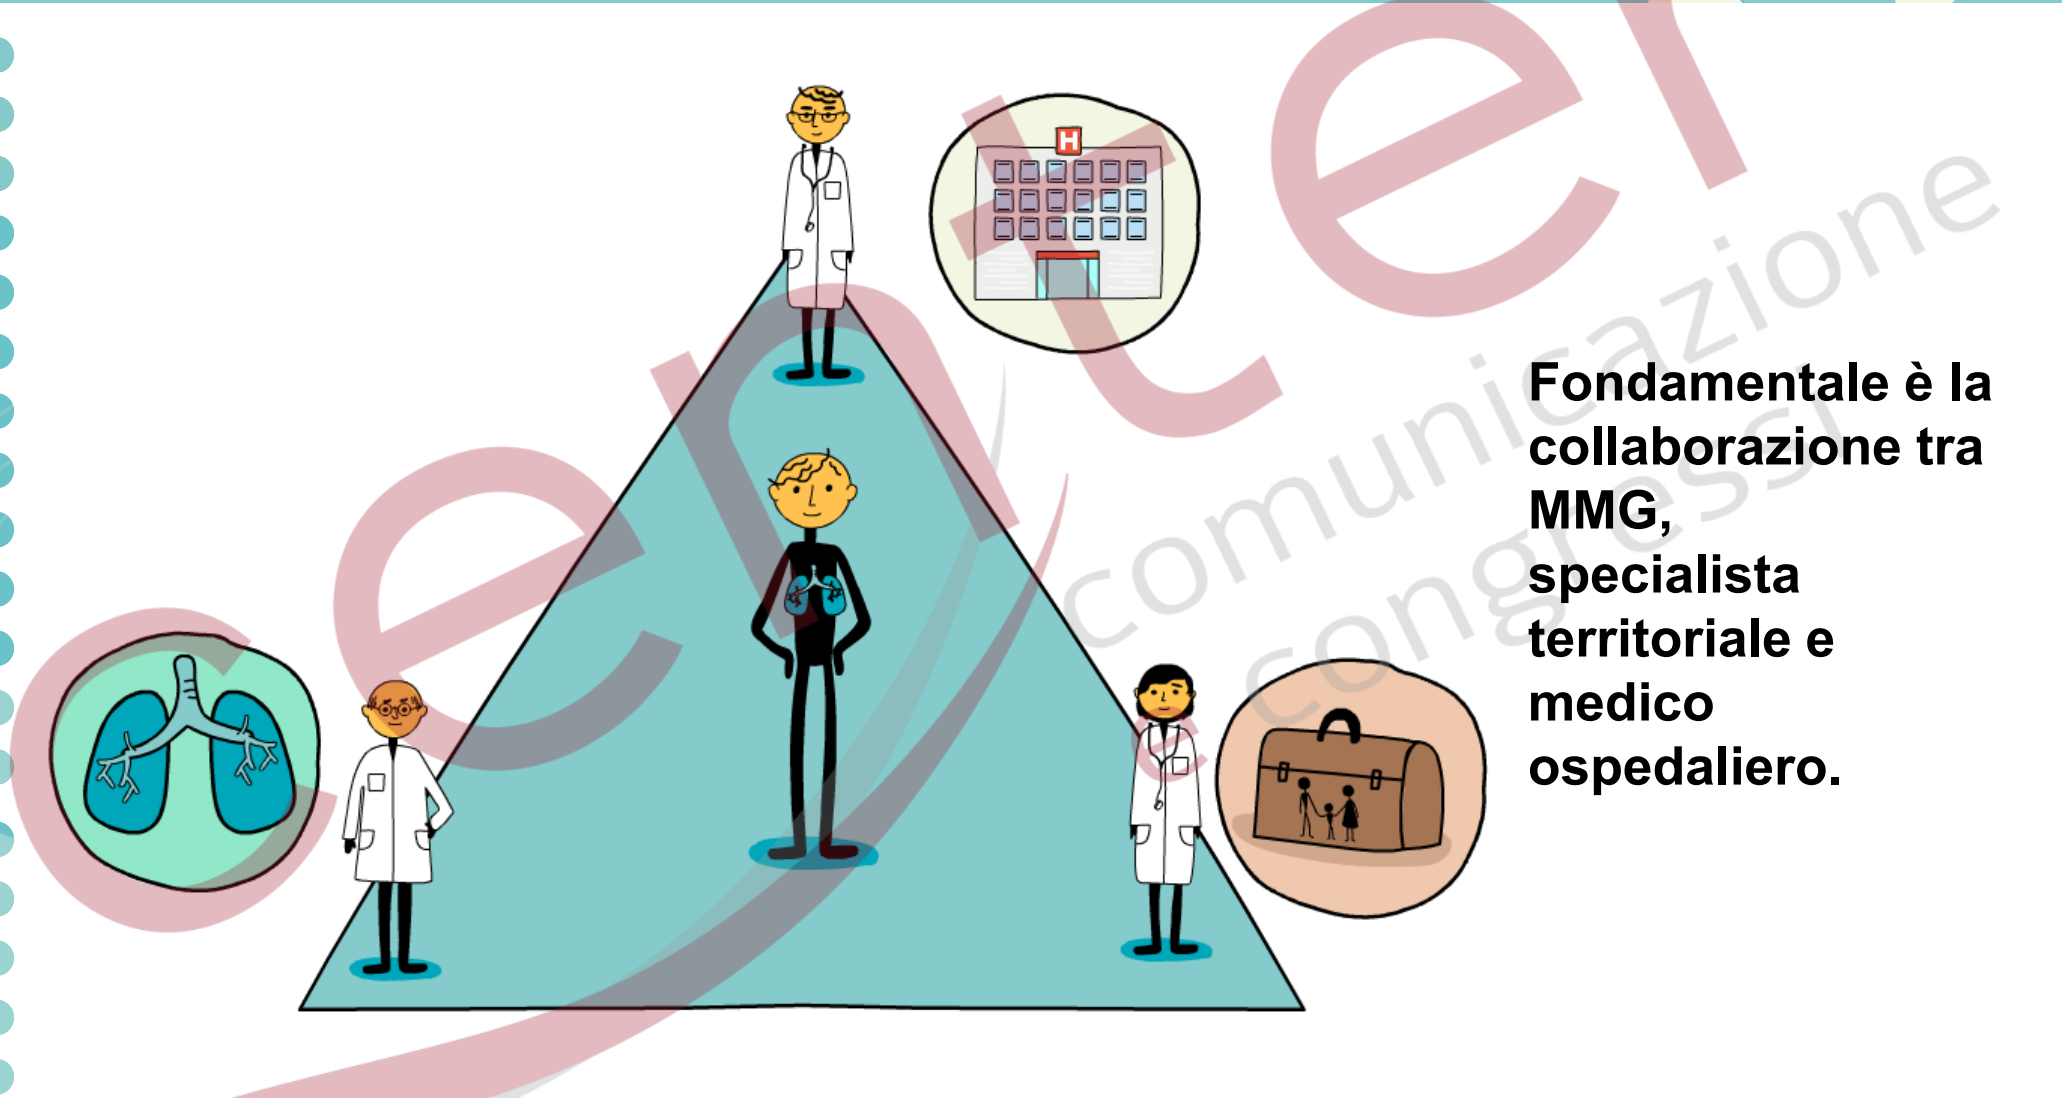 H
Fondamentale è la
collaborazione tra
MMG,
specialista
territoriale e
medico
ospedaliero.
center
comunicazione
e congressi